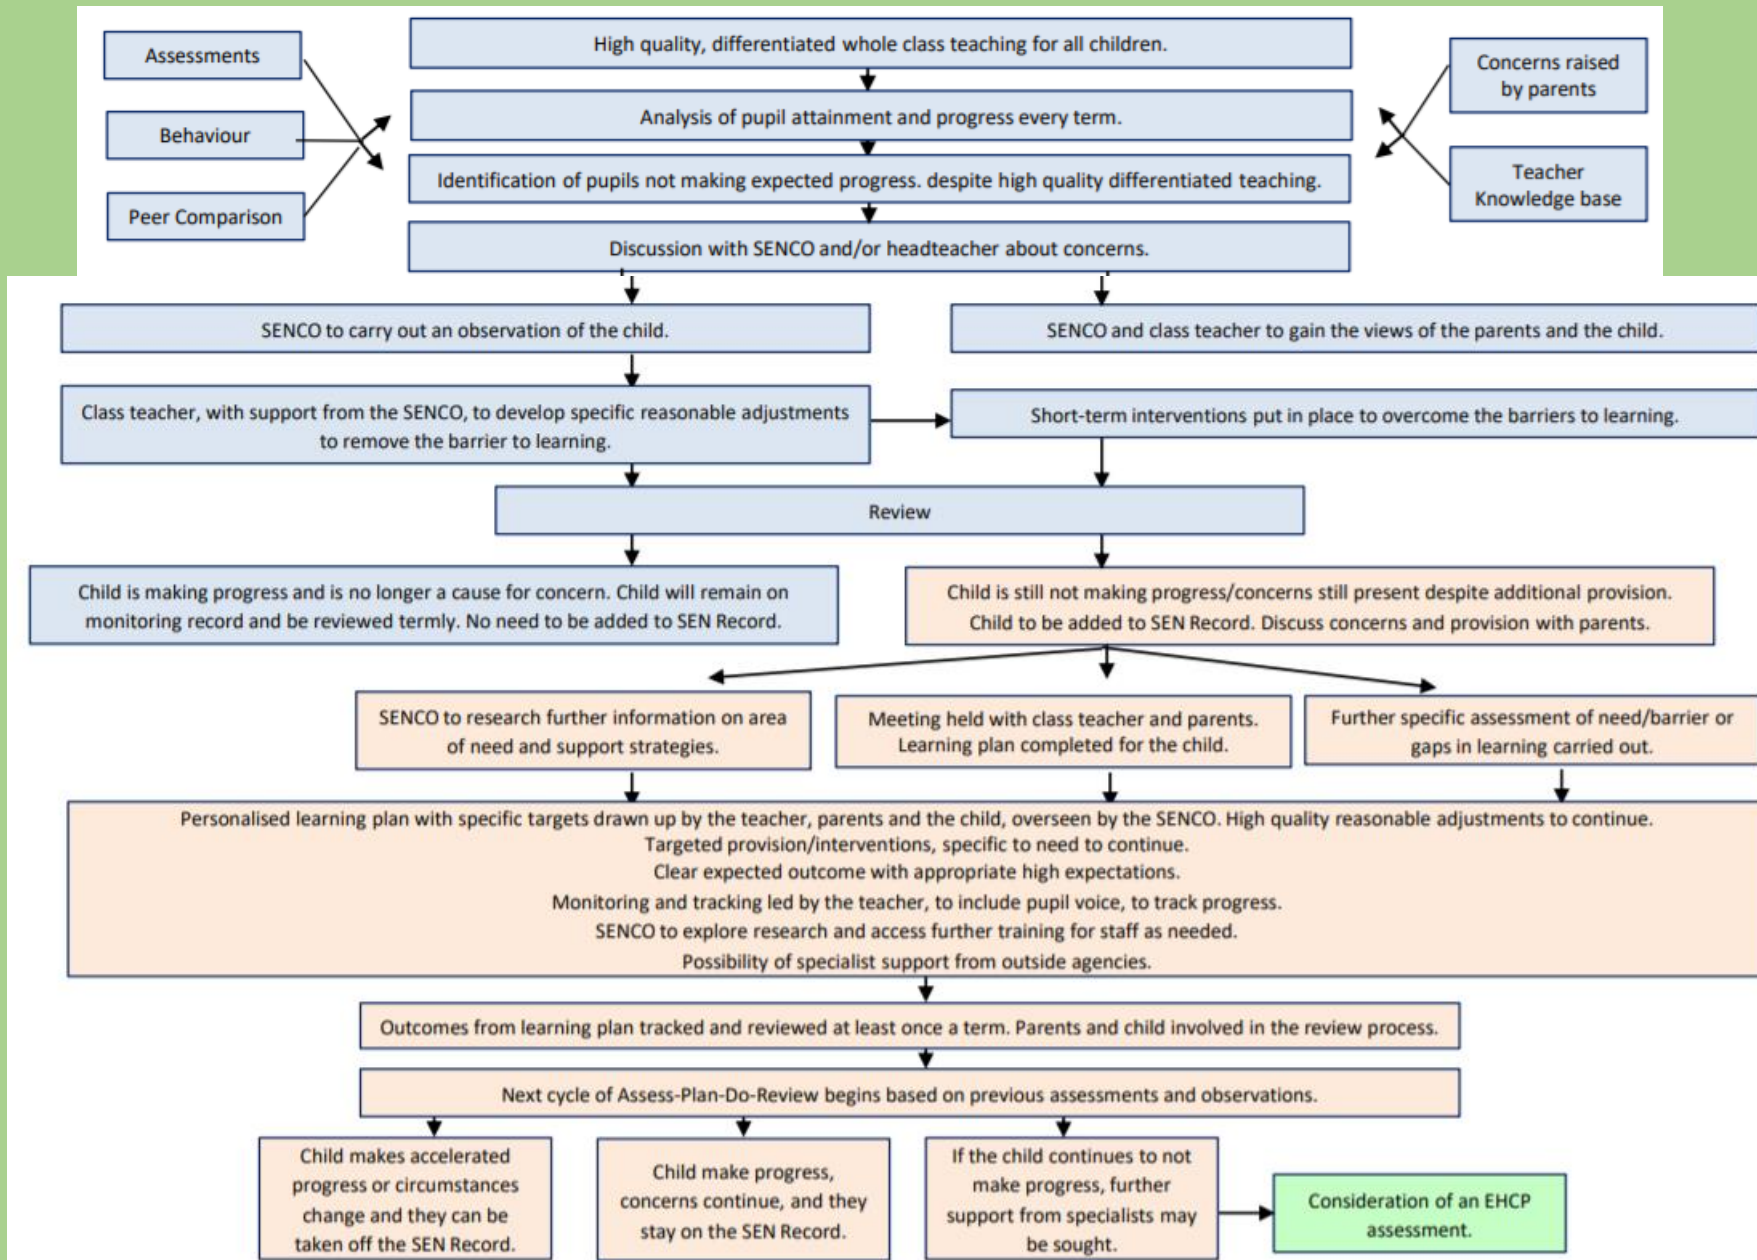 Assessments
Behaviour
Peer Comparison
High quality, differentiated whole class teaching for all children.
Analysis of pupil attainment and progress every term.
Identification of pupils not making expected progress. despite high quality differentiated teaching.
Discussion with SENCO and/or headteacher about concerns.
Concerns raised
by parents
Teacher
Knowledge base
SENCO to carry out an observation of the child.
SENCO and class teacher to gain the views of the parents and the child.
Class teacher, with support from the SENCO, to develop specific reasonable adjustments
to remove the barrier to learning.
Short-term interventions put in place to overcome the barriers to learning.
Review
Child is making progress and is no longer a cause for concern. Child will remain on
monitoring record and be reviewed termly. No need to be added to SEN Record.
Child is still not making progress/concerns still present despite additional provision.
Child to be added to SEN Record. Discuss concerns and provision with parents.
SENCO to research further information on area
of need and support strategies.
Meeting held with class teacher and parents.
Learning plan completed for the child.
Further specific assessment of need/barrier or
gaps in learning carried out.
Personalised learning plan with specific targets drawn up by the teacher, parents and the child, overseen by the SENCO. High quality reasonable adjustments to continue.
Targeted provision/interventions, specific to need to continue.
Clear expected outcome with appropriate high expectations.
Monitoring and tracking led by the teacher, to include pupil voice, to track progress.
SENCO to explore research and access further training for staff as needed.
Possibility of specialist support from outside agencies.
Outcomes from learning plan tracked and reviewed at least once a term. Parents and child involved in the review process.
Next cycle of Assess-Plan-Do-Review begins based on previous assessments and observations.
Child makes accelerated
progress or circumstances
change and they can be
taken off the SEN Record.
Child make progress,
concerns continue, and they
stay on the SEN Record.
If the child continues to not
make progress, further
support from specialists may
be sought.
Consideration of an EHCP
assessment.